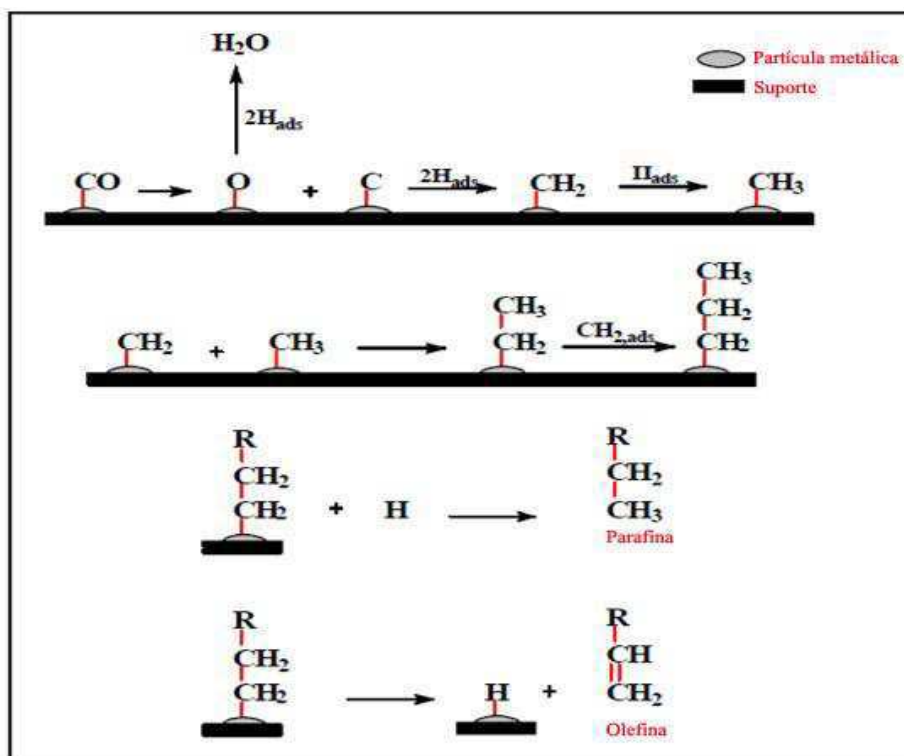 H₂O
Partícula metálica
Suporte
2Hads
CO O + C 2Hads CH₂ Hads CH₃
CH₃
CH₃ CH₂
CH₂ + CH₃ CH₂ CH₂,ads CH₂
R R
CH₂ CH₂
CH₂ + H CH₃
Parafina
R R
CH₂ CH
CH₂ H + CH₂
Olefina